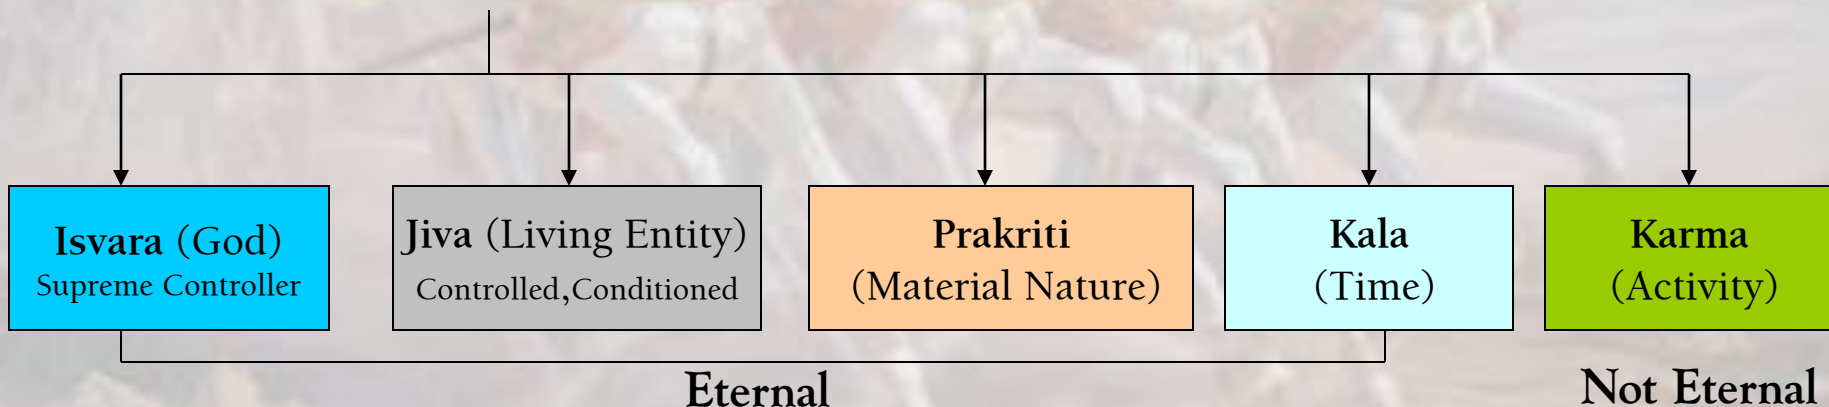 Isvara (God)
Supreme Controller
Jiva (Living Entity)
Controlled,Conditioned
Prakriti
(Material Nature)
Kala
(Time)
Karma
(Activity)
Eternal
Not Eternal